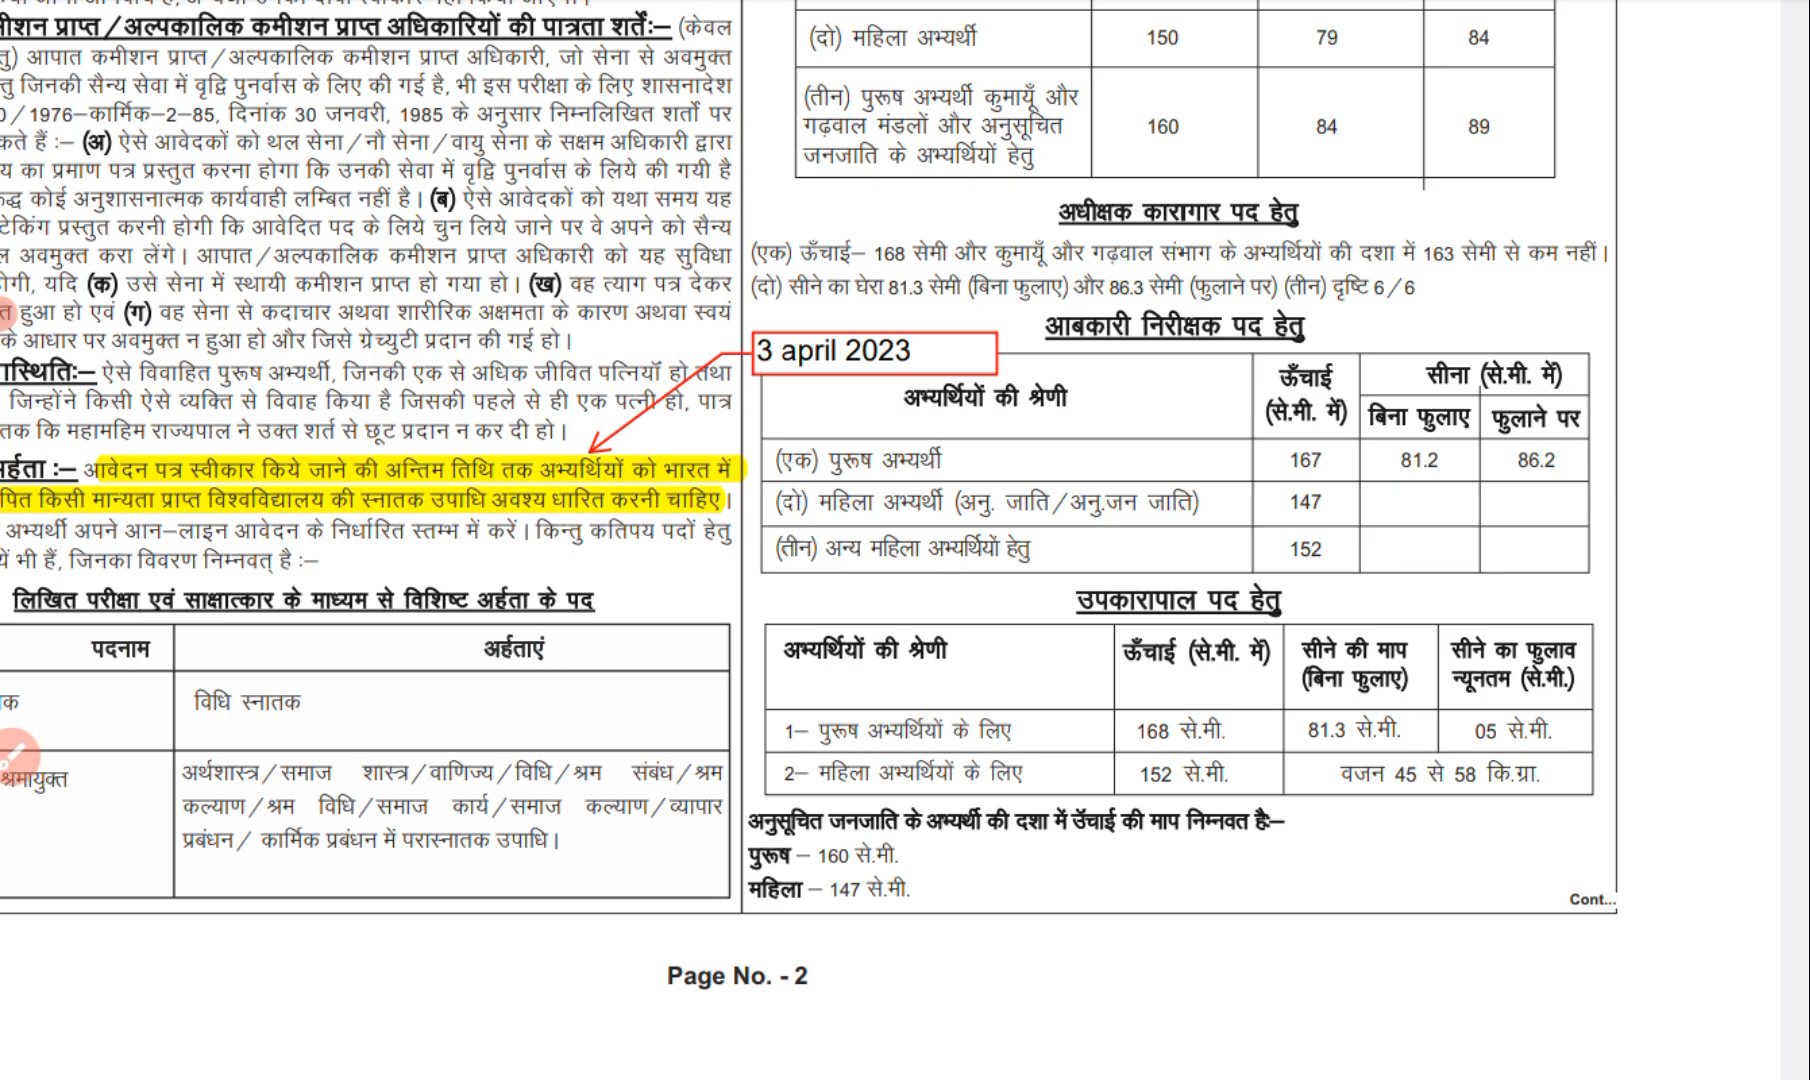 मीशन प्राप्त/अल्पकालिक कमीशन प्राप्त अधिकारियों की पात्रता शर्तेंः– (केवल
तु) आपात कमीशन प्राप्त/अल्पकालिक कमीशन प्राप्त अधिकारी, जो सेना से अवमुक्त
तु जिनकी सैन्य सेवा में वृद्वि पुनर्वास के लिए की गई है, भी इस परीक्षा के लिए शासनादेश
0/1976–कार्मिक–2–85, दिनांक 30 जनवरी, 1985 के अनुसार निम्नलिखित शर्तो पर
कते हैं :– (अ) ऐसे आवेदकों को थल सेना/नौ सेना/वायु सेना के सक्षम अधिकारी द्वारा
य का प्रमाण पत्र प्रस्तुत करना होगा कि उनकी सेवा में वृद्वि पुनर्वास के लिये की गयी है
रुद्ध कोई अनुशासनात्मक कार्यवाही लम्बित नहीं है। (ब) ऐसे आवेदकों को यथा समय यह
टेकिंग प्रस्तुत करनी होगी कि आवेदित पद के लिये चुन लिये जाने पर वे अपने को सैन्य
ल अवमुक्त करा लेंगे। आपात/अल्पकालिक कमीशन प्राप्त अधिकारी को यह सुविधा
होगी, यदि (क) उसे सेना में स्थायी कमीशन प्राप्त हो गया हो। (ख) वह त्याग पत्र देकर
त हुआ हो एवं (ग) वह सेना से कदाचार अथवा शारीरिक अक्षमता के कारण अथवा स्वयं
के आधार पर अवमुक्त न हुआ हो और जिसे ग्रेच्युटी प्रदान की गई हो।
ास्थितिः– ऐसे विवाहित पुरूष अभ्यर्थी, जिनकी एक से अधिक जीवित पत्नियॉ हो तथा
जिन्होंने किसी ऐसे व्यक्ति से विवाह किया है जिसकी पहले से ही एक पत्नी हो, पात्र
तक कि महामहिम राज्यपाल ने उक्त शर्त से छूट प्रदान न कर दी हो।
र्हता :– आवेदन पत्र स्वीकार किये जाने की अन्तिम तिथि तक अभ्यर्थियों को भारत में
पित किसी मान्यता प्राप्त विश्वविद्यालय की स्नातक उपाधि अवश्य धारित करनी चाहिए।
अभ्यर्थी अपने आन–लाइन आवेदन के निर्धारित स्तम्भ में करें। किन्तु कतिपय पदों हेतु
यें भी हैं, जिनका विवरण निम्नवत् है :–
लिखित परीक्षा एवं साक्षात्कार के माध्यम से विशिष्ट अर्हता के पद
पदनाम अर्हताएं
क विधि स्नातक
श्रमायुक्त अर्थशास्त्र/समाज शास्त्र/वाणिज्य/विधि/श्रम संबंध/श्रम
कल्याण/श्रम विधि/समाज कार्य/समाज कल्याण/व्यापार
प्रबंधन/ कार्मिक प्रबंधन में परास्नातक उपाधि।
(दो) महिला अभ्यर्थी 150 79 84
(तीन) पुरूष अभ्यर्थी कुमायूँ और
गढ़वाल मंडलों और अनुसूचित 160 84 89
जनजाति के अभ्यर्थियों हेतु
अधीक्षक कारागार पद हेतु
(एक) ऊँचाई– 168 सेमी और कुमायूँ और गढ़वाल संभाग के अभ्यर्थियों की दशा में 163 सेमी से कम नहीं।
(दो) सीने का घेरा 81.3 सेमी (बिना फुलाए) और 86.3 सेमी (फुलाने पर) (तीन) दृष्टि 6/6
आबकारी निरीक्षक पद हेतु
3 april 2023
अभ्यर्थियों की श्रेणी ऊँचाई (से.मी. में) सीना (से.मी. में)
बिना फुलाए फुलाने पर
(एक) पुरूष अभ्यर्थी 167 81.2 86.2
(दो) महिला अभ्यर्थी (अनु. जाति/अनु.जन जाति) 147
(तीन) अन्य महिला अभ्यर्थियों हेतु 152
उपकारापाल पद हेतु
अभ्यर्थियों की श्रेणी ऊँचाई (से.मी. में) सीने की माप सीने का फुलाव
(बिना फुलाए) न्यूनतम (से.मी.)
1– पुरूष अभ्यर्थियों के लिए 168 से.मी. 81.3 से.मी. 05 से.मी.
2– महिला अभ्यर्थियों के लिए 152 से.मी. वजन 45 से 58 कि.ग्रा.
अनुसूचित जनजाति के अभ्यर्थी की दशा में उॅचाई की माप निम्नवत हैः–
पुरूष – 160 से.मी.
महिला – 147 से.मी.
Cont...
Page No. - 2